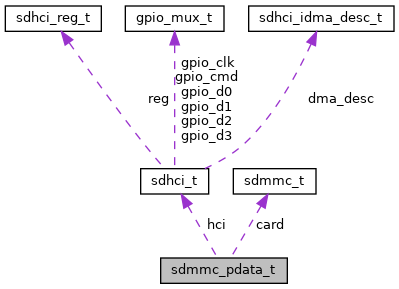 sdhci_reg_t
gpio_mux_t
sdhci_idma_desc_t
reg
gpio_clk
gpio_cmd
gpio_d0
gpio_d1
gpio_d2
gpio_d3
dma_desc
sdhci_t
sdmmc_t
hci
card
sdmmc_pdata_t